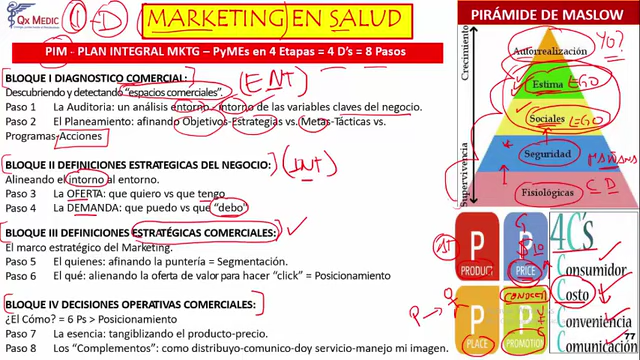 Qx MEDIC
1 - D
MARKETING EN SALUD
PIM - PLAN INTEGRAL MKTG – PyMEs en 4 Etapas = 4 D's = 8 Pasos
BLOQUE I DIAGNOSTICO COMERCIAL:
(ENT)
Descubriendo y detectando "espacios comerciales".
Paso 1 La Auditoria: un análisis entorno - intorno de las variables claves del negocio.
Paso 2 El Planeamiento: afinando Objetivos-Estrategias vs. Metas-Tácticas vs.
Programas-Acciones
BLOQUE II DEFINICIONES ESTRATEGICAS DEL NEGOCIO:
(INT)
Alineando el intorno al entorno.
Paso 3 La OFERTA: que quiero vs que tengo
Paso 4 La DEMANDA: que puedo vs que "debo"
BLOQUE III DEFINICIONES ESTRATÉGICAS COMERCIALES:
El marco estratégico del Marketing.
Paso 5 El quienes: afinando la puntería = Segmentación.
Paso 6 El qué: alienando la oferta de valor para hacer "click" = Posicionamiento
BLOQUE IV DECISIONES OPERATIVAS COMERCIALES:
¿El Cómo? = 6 Ps > Posicionamiento
Paso 7 La esencia: tangiblizando el producto-precio.
Paso 8 Los "Complementos": como distribuyo-comunico-doy servicio-manejo mi imagen.
PIRÁMIDE DE MASLOW
Crecimiento
Supervivencia
Autorrealización
YO?
Estima
EGO
Sociales
EGO
Seguridad
MAÑANA
Fisiológicas
C D
P
PRODUCT
P
PRICE
$
10
P
PLACE
P
PROMOTION
P
4C's
Consumidor
Costo
Conveniencia
Comunicación
77